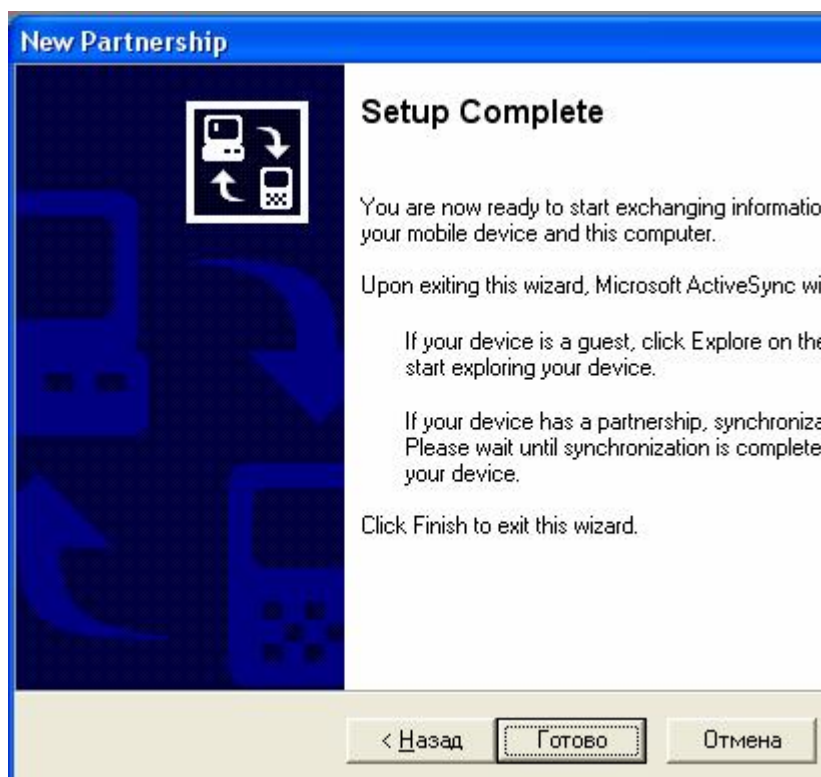 New Partnership
Setup Complete
You are now ready to start exchanging informatio
your mobile device and this computer.
Upon exiting this wizard, Microsoft ActiveSync wi
If your device is a guest, click Explore on the
start exploring your device.
If your device has a partnership, synchroniza
Please wait until synchronization is complete
your device.
Click Finish to exit this wizard.
< Назад Готово Отмена